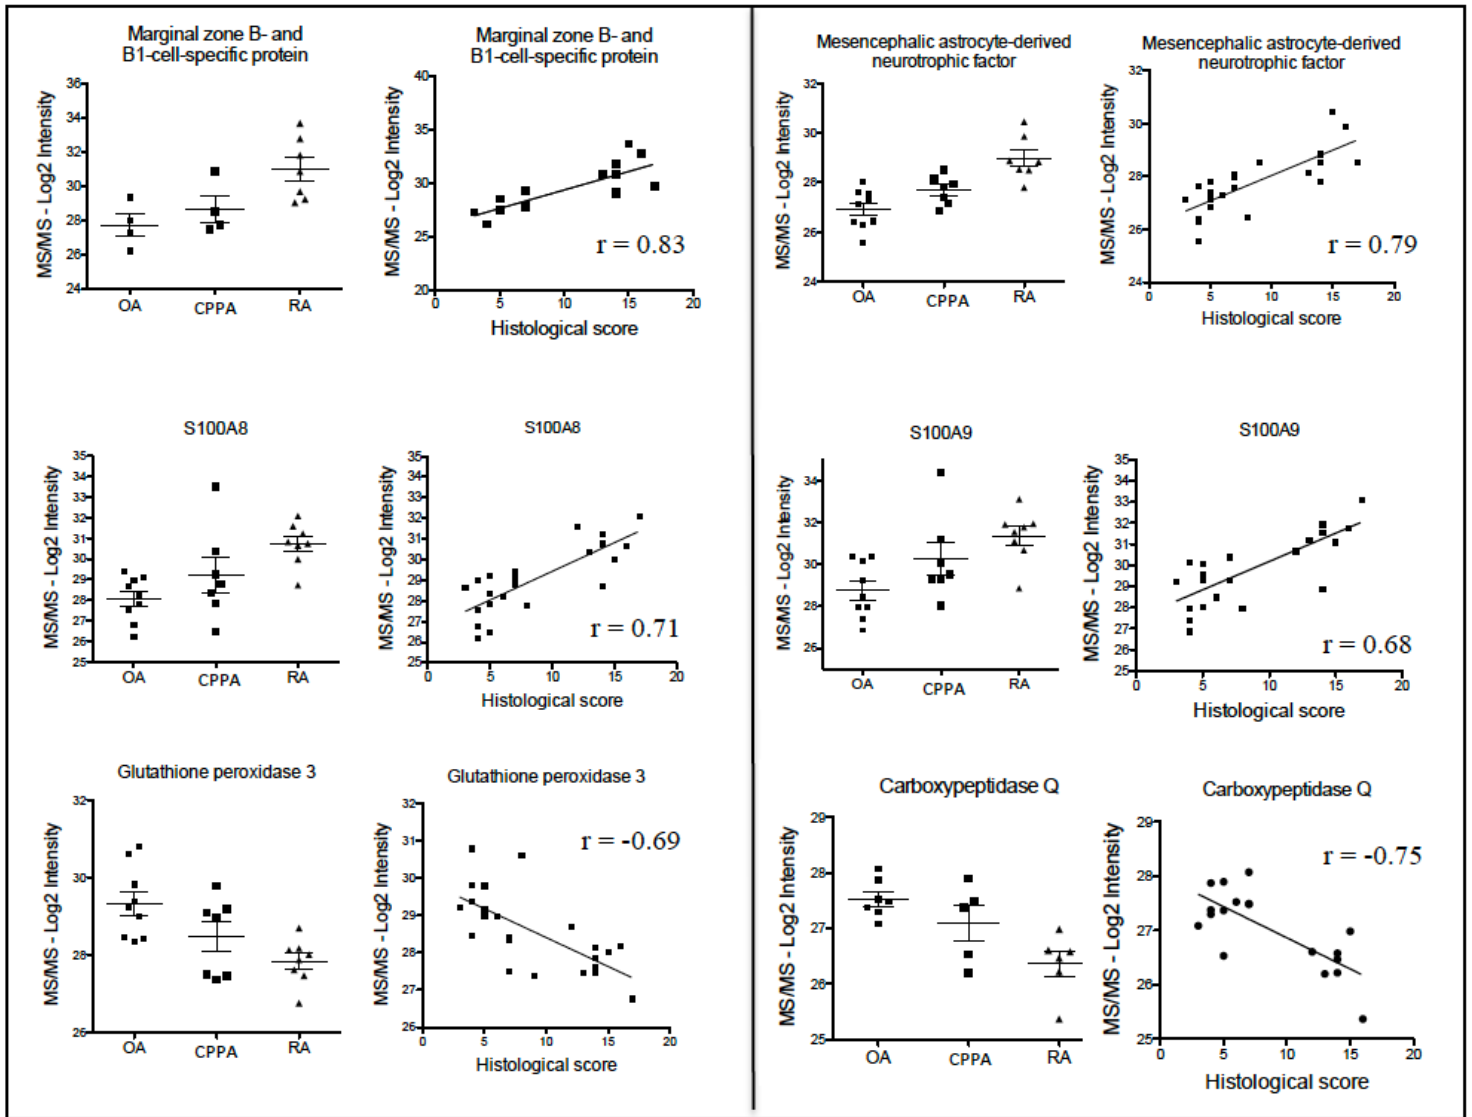 Marginal zone B- and
B1-cell-specific protein
MS/MS - Log2 Intensity
36
34
32
30
28
26
24
OA
CPPA
RA
Marginal zone B- and
B1-cell-specific protein
MS/MS - Log2 Intensity
40
35
30
25
20
r = 0.83
0
5
10
15
20
Histological score
Mesencephalic astrocyte-derived
neurotrophic factor
MS/MS - Log2 Intensity
32
30
28
26
24
OA
CPPA
RA
Mesencephalic astrocyte-derived
neurotrophic factor
MS/MS - Log2 Intensity
32
30
28
26
24
r = 0.79
0
5
10
15
20
Histological score
S100A8
MS/MS - Log2 Intensity
35
34
33
32
31
30
29
28
27
26
25
OA
CPPA
RA
S100A8
MS/MS - Log2 Intensity
35
34
33
32
31
30
29
28
27
26
25
r = 0.71
0
5
10
15
20
Histological score
S100A9
MS/MS - Log2 Intensity
34
32
30
28
26
OA
CPPA
RA
S100A9
MS/MS - Log2 Intensity
35
34
33
32
31
30
29
28
27
26
25
r = 0.68
0
5
10
15
20
Histological score
Glutathione peroxidase 3
MS/MS - Log2 Intensity
32
30
28
26
OA
CPPA
RA
Glutathione peroxidase 3
MS/MS - Log2 Intensity
32
31
30
29
28
27
26
r = -0.69
0
5
10
15
20
Histological score
Carboxypeptidase Q
MS/MS - Log2 Intensity
29
28
27
26
25
OA
CPPA
RA
Carboxypeptidase Q
MS/MS - Log2 Intensity
29
28
27
26
25
r = -0.75
0
5
10
15
20
Histological score